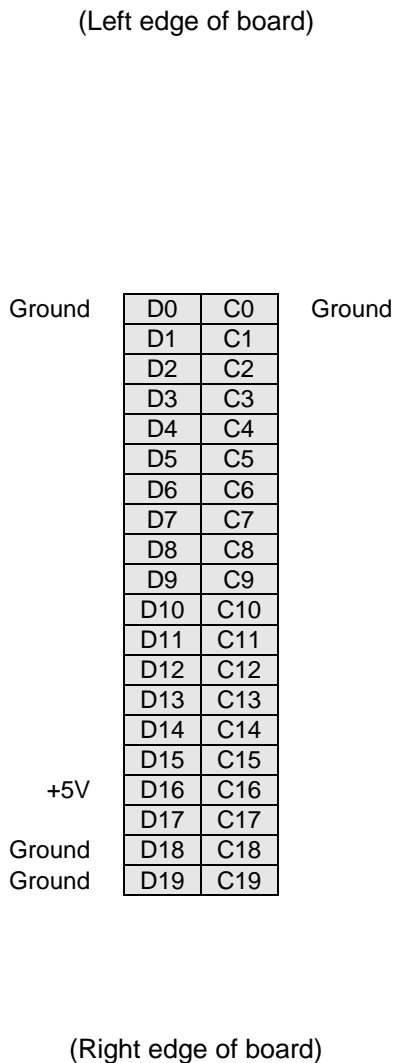 (Left edge of board)
Ground D0 C0 Ground
D1 C1
D2 C2
D3 C3
D4 C4
D5 C5
D6 C6
D7 C7
D8 C8
D9 C9
D10 C10
D11 C11
D12 C12
D13 C13
D14 C14
D15 C15
+5V D16 C16
D17 C17
Ground D18 C18
Ground D19 C19
(Right edge of board)